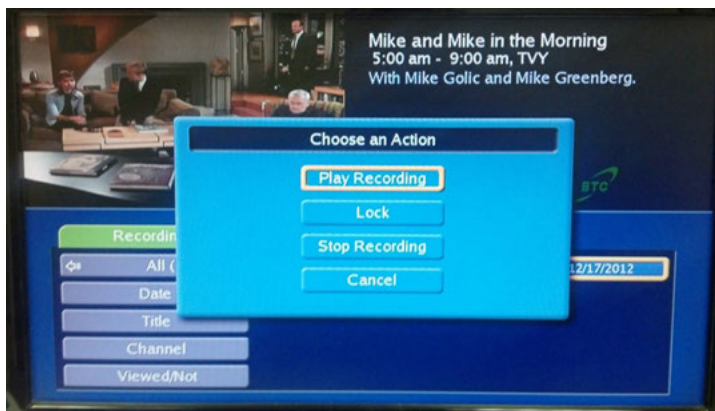 Mike and Mike in the Morning
5:00 am - 9:00 am, TVY
With Mike Golic and Mike Greenberg.
Choose an Action
Play Recording
Lock
Stop Recording
Cancel
BTC
Recordin
All (
12/17/2012
Date
Title
Channel
Viewed/Not